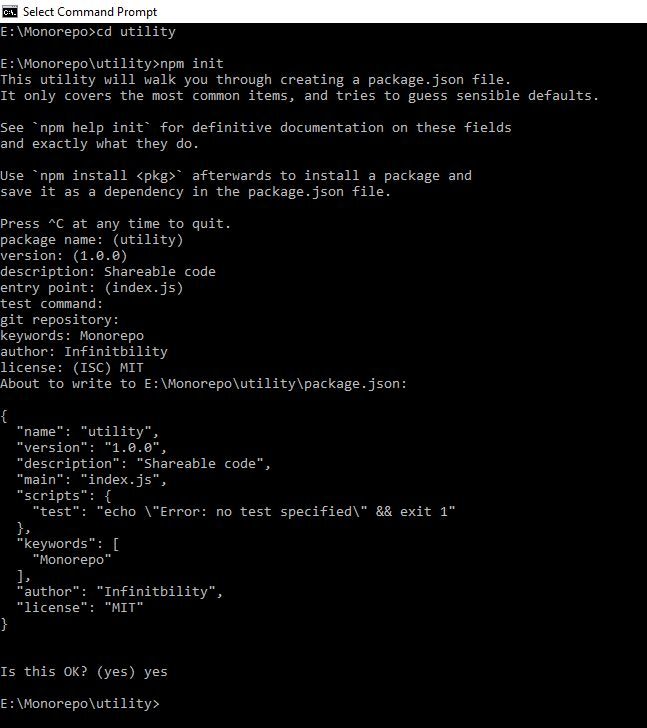 Select Command Prompt
E:\Monorepo>cd utility
E:\Monorepo\utility>npm init
This utility will walk you through creating a package.json file.
It only covers the most common items, and tries to guess sensible defaults.
See `npm help init` for definitive documentation on these fields
and exactly what they do.
Use `npm install <pkg>` afterwards to install a package and
save it as a dependency in the package.json file.
Press ^C at any time to quit.
package name: (utility)
version: (1.0.0)
description: Shareable code
entry point: (index.js)
test command:
git repository:
keywords: Monorepo
author: Infinitbility
license: (ISC) MIT
About to write to E:\Monorepo\utility\package.json:
{
  "name": "utility",
  "version": "1.0.0",
  "description": "Shareable code",
  "main": "index.js",
  "scripts": {
    "test": "echo \"Error: no test specified\" && exit 1"
  },
  "keywords": [
    "Monorepo"
  ],
  "author": "Infinitbility",
  "license": "MIT"
}
Is this OK? (yes) yes
E:\Monorepo\utility>